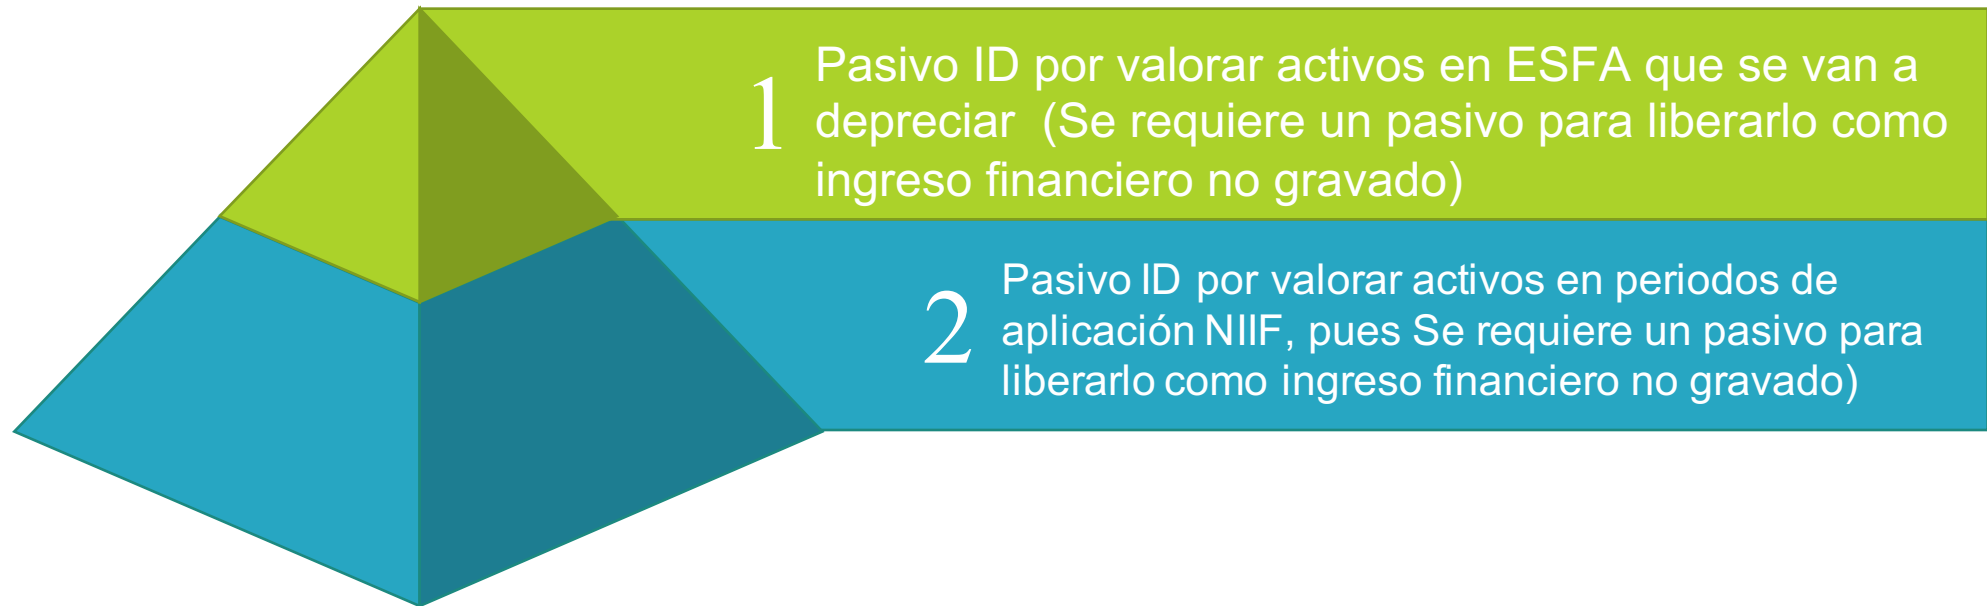 1
Pasivo ID por valorar activos en ESFA que se van a
depreciar (Se requiere un pasivo para liberarlo como
ingreso financiero no gravado)
2
Pasivo ID por valorar activos en periodos de
aplicación NIIF, pues Se requiere un pasivo para
liberarlo como ingreso financiero no gravado)